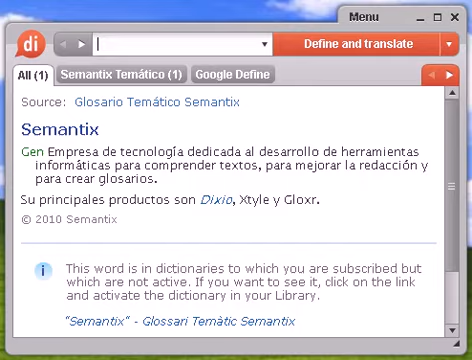 Menu
di
Define and translate
All (1) Semantix Temático (1) Google Define
Source: Glosario Temático Semantix
Semantix
Gen Empresa de tecnología dedicada al desarrollo de herramientas
informáticas para comprender textos, para mejorar la redacción y
para crear glosarios.
Su principales productos son Dixio, Xtyle y Gloxr.
© 2010 Semantix
i
This word is in dictionaries to which you are subscribed but
which are not active. If you want to see it, click on the link
and activate the dictionary in your Library.
"Semantix" - Glossari Temàtic Semantix